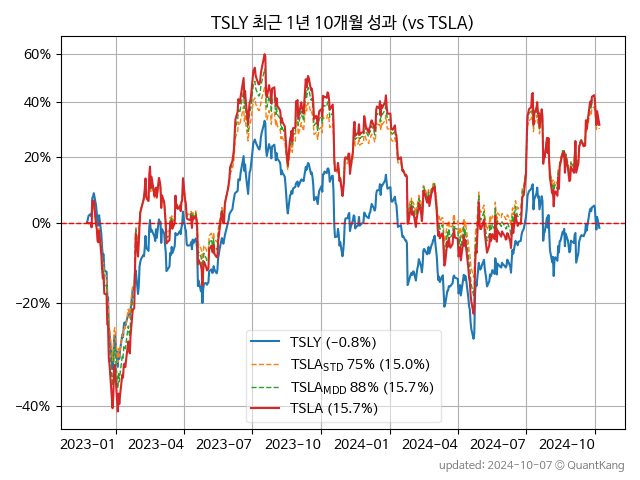 TSLY 최근 1년 10개월 성과 (vs TSLA)
60%
40%
20%
0%
−20%
−40%
TSLY (−0.8%)
TSLA_STD 75% (15.0%)
TSLA_MDD 88% (15.7%)
TSLA (15.7%)
2023-01 2023-04 2023-07 2023-10 2024-01 2024-04 2024-07 2024-10
updated: 2024-10-07 © QuantKang